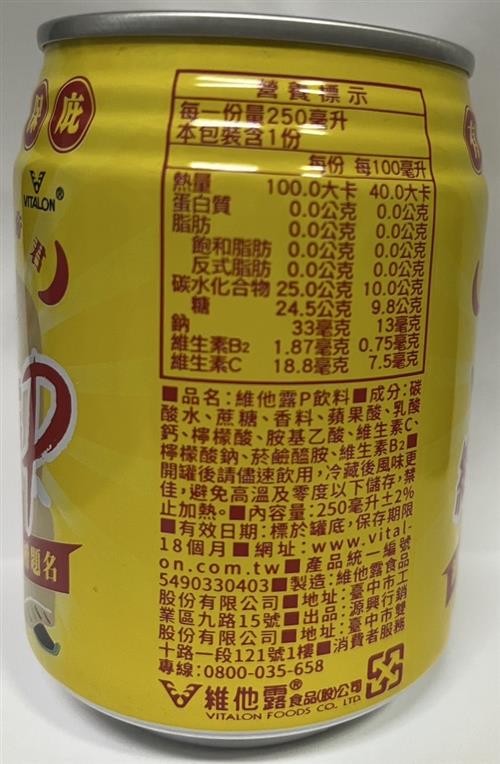 庇
VITALON®
君
P
題名
營養標示
每一份量250毫升
本包裝含1份
每份 每100毫升
熱量 100.0大卡 40.0大卡
蛋白質 0.0公克 0.0公克
脂肪 0.0公克 0.0公克
飽和脂肪 0.0公克 0.0公克
反式脂肪 0.0公克 0.0公克
碳水化合物 25.0公克 10.0公克
糖 24.5公克 9.8公克
鈉 33毫克 13毫克
維生素B2 1.87毫克 0.75毫克
維生素C 18.8毫克 7.5毫克
■品名:維他露P飲料■成分:碳
酸水、蔗糖、香料、蘋果酸、乳酸
鈣、檸檬酸、胺基乙酸、維生素C、
檸檬酸鈉、菸鹼醯胺、維生素B2■
開罐後請儘速飲用,冷藏後風味更
佳,避免高溫及零度以下儲存,禁
止加熱。■內容量:250毫升±2%
■有效日期:標於罐底,保存期限
18個月■網址:www.vital-
on.com.tw■產品統一編號
5490330403■製造:維他露食品
股份有限公司■地址:臺中市工
業區九路15號■出品:源興行銷
股份有限公司■地址:臺中市雙
十路一段121號1樓■消費者服務
專線:0800-035-658
維他露®食品(股)公司
VITALON FOODS CO. LTD.